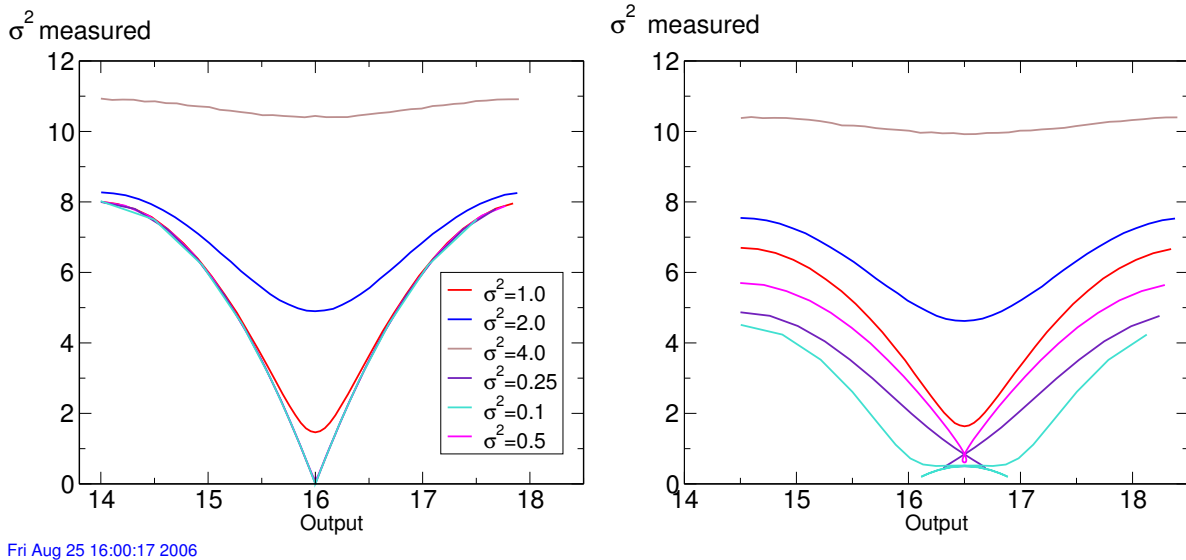 σ² measured
12
10
8
6
4
2
0
14 15 16 17 18
Output
σ²=1.0
σ²=2.0
σ²=4.0
σ²=0.25
σ²=0.1
σ²=0.5
σ² measured
12
10
8
6
4
2
0
14 15 16 17 18
Output
Fri Aug 25 16:00:17 2006